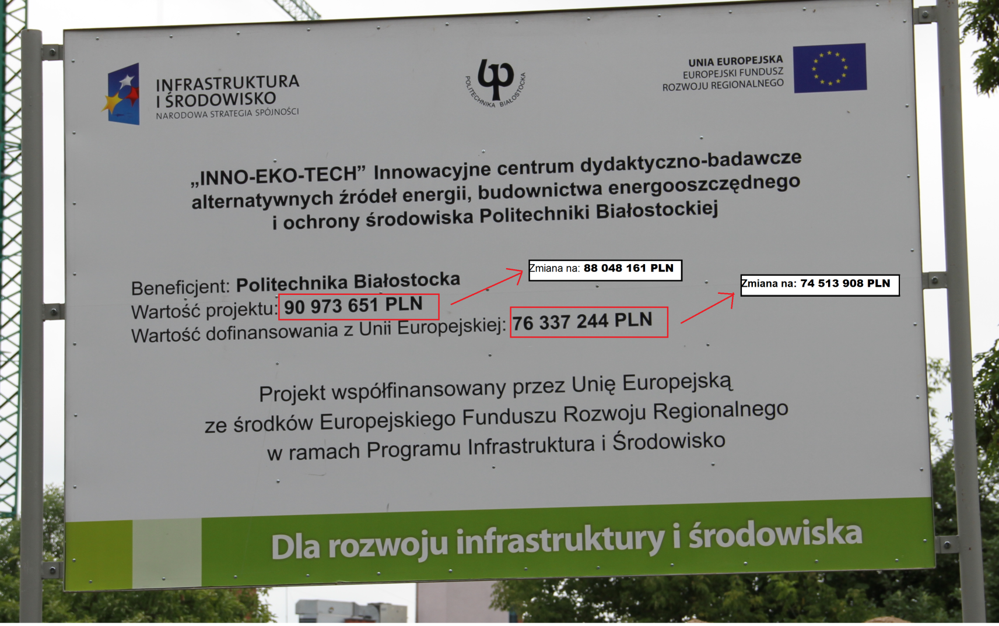 INFRASTRUKTURA
I ŚRODOWISKO
NARODOWA STRATEGIA SPÓJNOŚCI
POLITECHNIKA BIAŁOSTOCKA
UNIA EUROPEJSKA
EUROPEJSKI FUNDUSZ
ROZWOJU REGIONALNEGO
„INNO-EKO-TECH” Innowacyjne centrum dydaktyczno-badawcze
alternatywnych źródeł energii, budownictwa energooszczędnego
i ochrony środowiska Politechniki Białostockiej
Beneficjent: Politechnika Białostocka
Zmiana na: 88 048 161 PLN
Wartość projektu: 90 973 651 PLN
Zmiana na: 74 513 908 PLN
Wartość dofinansowania z Unii Europejskiej: 76 337 244 PLN
Projekt współfinansowany przez Unię Europejską
ze środków Europejskiego Funduszu Rozwoju Regionalnego
w ramach Programu Infrastruktura i Środowisko
Dla rozwoju infrastruktury i środowiska